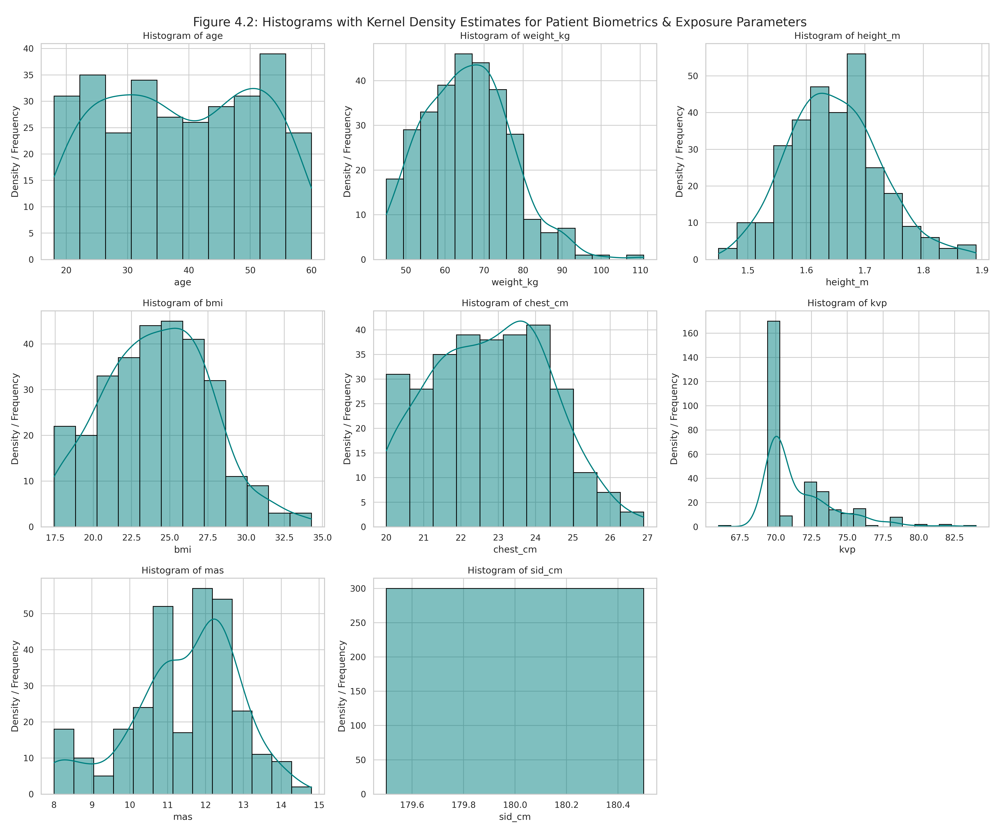 Figure 4.2: Histograms with Kernel Density Estimates for Patient Biometrics & Exposure Parameters
Histogram of age
40
35
30
25
20
15
10
5
0
Density / Frequency
20 30 40 50 60
age
Histogram of weight_kg
40
30
20
10
0
Density / Frequency
50 60 70 80 90 100 110
weight_kg
Histogram of height_m
50
40
30
20
10
0
Density / Frequency
1.5 1.6 1.7 1.8 1.9
height_m
Histogram of bmi
40
30
20
10
0
Density / Frequency
17.5 20.0 22.5 25.0 27.5 30.0 32.5 35.0
bmi
Histogram of chest_cm
40
35
30
25
20
15
10
5
0
Density / Frequency
20 21 22 23 24 25 26 27
chest_cm
Histogram of kvp
160
140
120
100
80
60
40
20
0
Density / Frequency
67.5 70.0 72.5 75.0 77.5 80.0 82.5
kvp
Histogram of mas
50
40
30
20
10
0
Density / Frequency
8 9 10 11 12 13 14 15
mas
Histogram of sid_cm
300
250
200
150
100
50
0
Density / Frequency
179.6 179.8 180.0 180.2 180.4
sid_cm